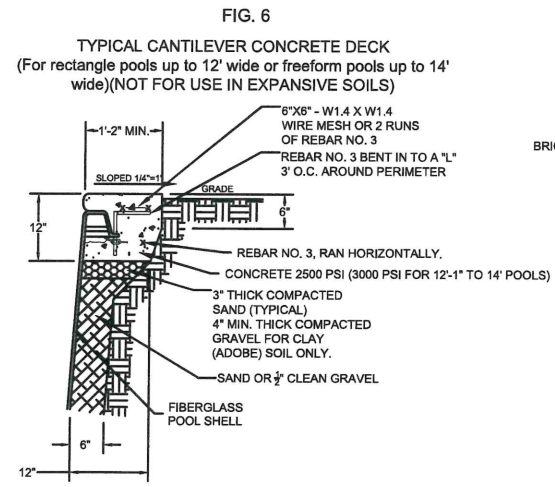 FIG. 6
TYPICAL CANTILEVER CONCRETE DECK
(For rectangle pools up to 12' wide or freeform pools up to 14'
wide)(NOT FOR USE IN EXPANSIVE SOILS)
6"X6" - W1.4 X W1.4
WIRE MESH OR 2 RUNS
OF REBAR NO. 3
1'-2" MIN.
REBAR NO. 3 BENT IN TO A "L"
3' O.C. AROUND PERIMETER
SLOPED 1/4"=1'
GRADE
6"
12"
REBAR NO. 3, RAN HORIZONTALLY.
CONCRETE 2500 PSI (3000 PSI FOR 12'-1" TO 14' POOLS)
3" THICK COMPACTED
SAND (TYPICAL)
4" MIN. THICK COMPACTED
GRAVEL FOR CLAY
(ADOBE) SOIL ONLY.
SAND OR ½" CLEAN GRAVEL
FIBERGLASS
POOL SHELL
6"
12"